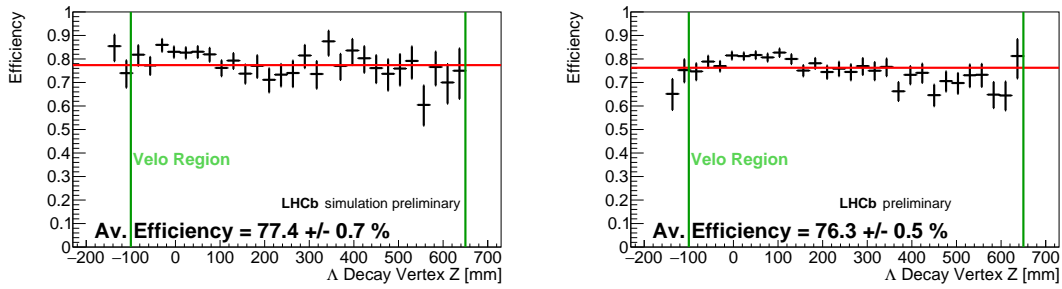 Efficiency
1
0.9
0.8
0.7
0.6
0.5
0.4
0.3
0.2
0.1
0
Velo Region
LHCb simulation preliminary
Av. Efficiency = 77.4 +/- 0.7 %
−200 −100 0 100 200 300 400 500 600 700
Λ Decay Vertex Z [mm]
Efficiency
1
0.9
0.8
0.7
0.6
0.5
0.4
0.3
0.2
0.1
0
Velo Region
LHCb preliminary
Av. Efficiency = 76.3 +/- 0.5 %
−200 −100 0 100 200 300 400 500 600 700
Λ Decay Vertex Z [mm]